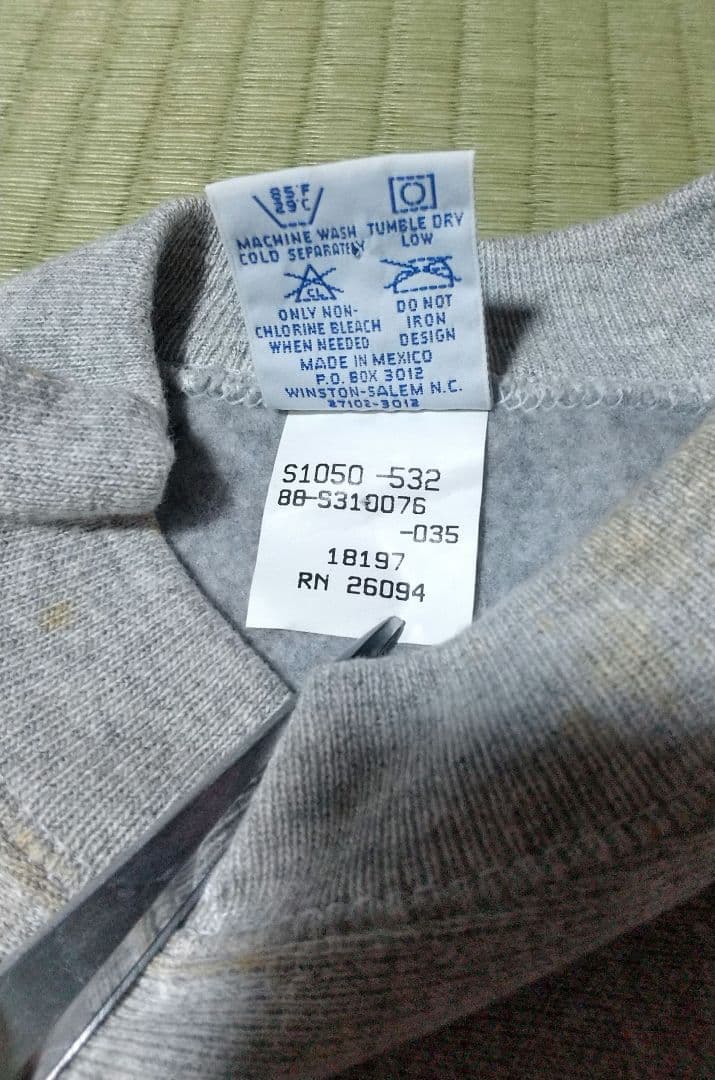 85°F
29°C
MACHINE WASH
COLD SEPARATELY
TUMBLE DRY
LOW
CL
ONLY NON-
CHLORINE BLEACH
WHEN NEEDED
DO NOT
IRON
DESIGN
MADE IN MEXICO
P.O. BOX 3012
WINSTON-SALEM N.C.
27102-3012
S1050 -532
88-S310076
-035
18197
RN 26094